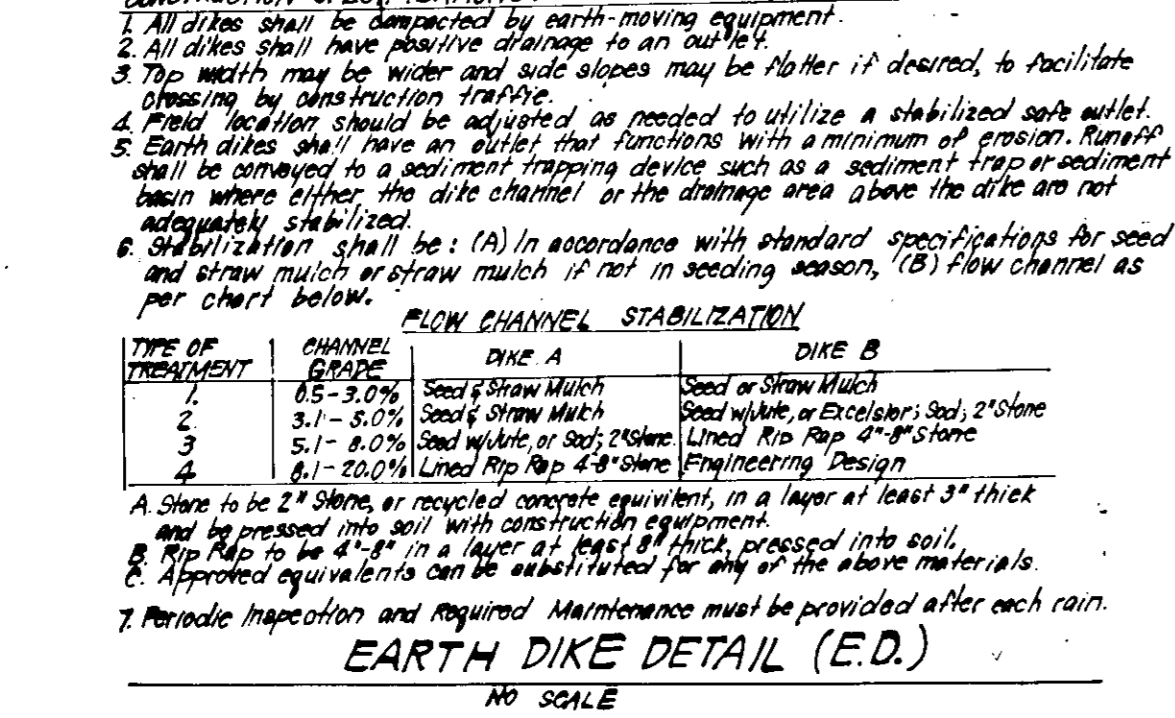 CONSTRUCTION SPECIFICATIONS
1. All dikes shall be compacted by earth-moving equipment.
2. All dikes shall have positive drainage to an outlet.
3. Top width may be wider and side slopes may be flatter if desired, to facilitate
crossing by construction traffic.
4. Field location should be adjusted as needed to utilize a stabilized safe outlet.
5. Earth dikes shall have an outlet that functions with a minimum of erosion. Runoff
shall be conveyed to a sediment trapping device such as a sediment trap or sediment
basin where either the dike channel or the drainage area above the dike are not
adequately stabilized.
6. Stabilization shall be: (A) In accordance with standard specifications for seed
and straw mulch or straw mulch if not in seeding season, (B) flow channel as
per chart below.
FLOW CHANNEL STABILIZATION
TYPE OF TREATMENT CHANNEL GRADE DIKE A DIKE B
1. 0.5-3.0% Seed & Straw Mulch Seed or Straw Mulch
2 3.1-5.0% Seed & Straw Mulch Seed w/Jute, or Excelsior; Sod; 2" Stone
3 5.1-8.0% Seed w/Jute, or Sod; 2" Stone Lined Rip Rap 4"-8" Stone
4 8.1-20.0% Lined Rip Rap 4-8" Stone Engineering Design
A. Stone to be 2" Stone, or recycled concrete equivilent, in a layer at least 3" thick
and be pressed into soil with construction equipment.
B. Rip Rap to be 4"-8" in a layer at least 8" thick, pressed into soil.
C. Approved equivalents can be substituted for any of the above materials.
7. Periodic Inspection and Required Maintenance must be provided after each rain.
EARTH DIKE DETAIL (E.D.)
NO SCALE